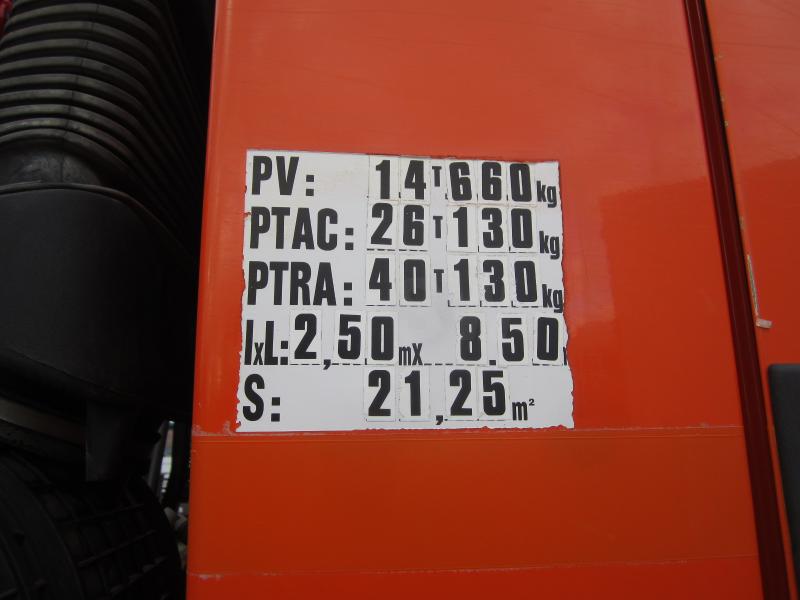 PV: 14T660kg
PTAC: 26T130kg
PTRA: 40T130kg
lxL: 2,50mx 8.50
S: 21,25m²